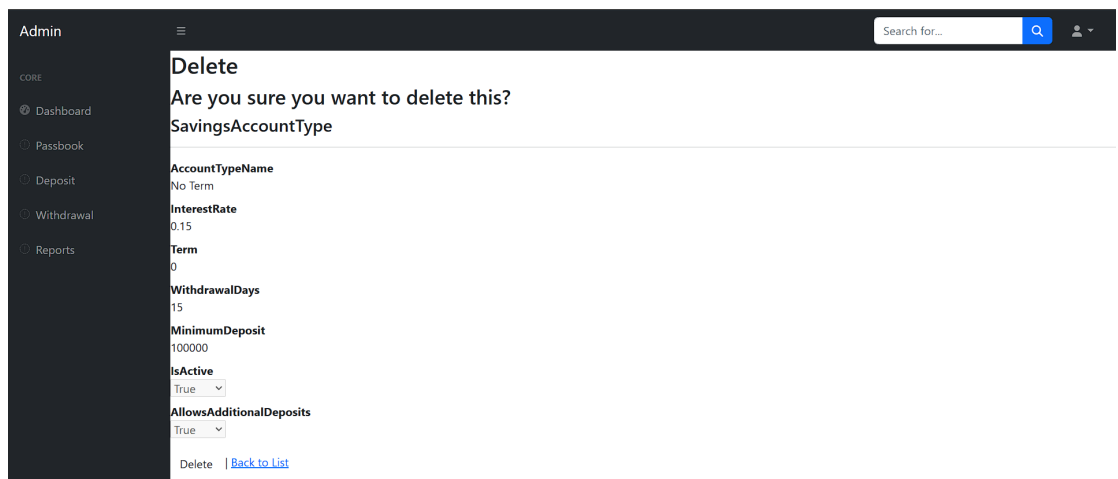 Admin
Search for...
CORE
Dashboard
Passbook
Deposit
Withdrawal
Reports
Delete
Are you sure you want to delete this?
SavingsAccountType
AccountTypeName
No Term
InterestRate
0.15
Term
0
WithdrawalDays
15
MinimumDeposit
100000
IsActive
True
AllowsAdditionalDeposits
True
Delete | Back to List